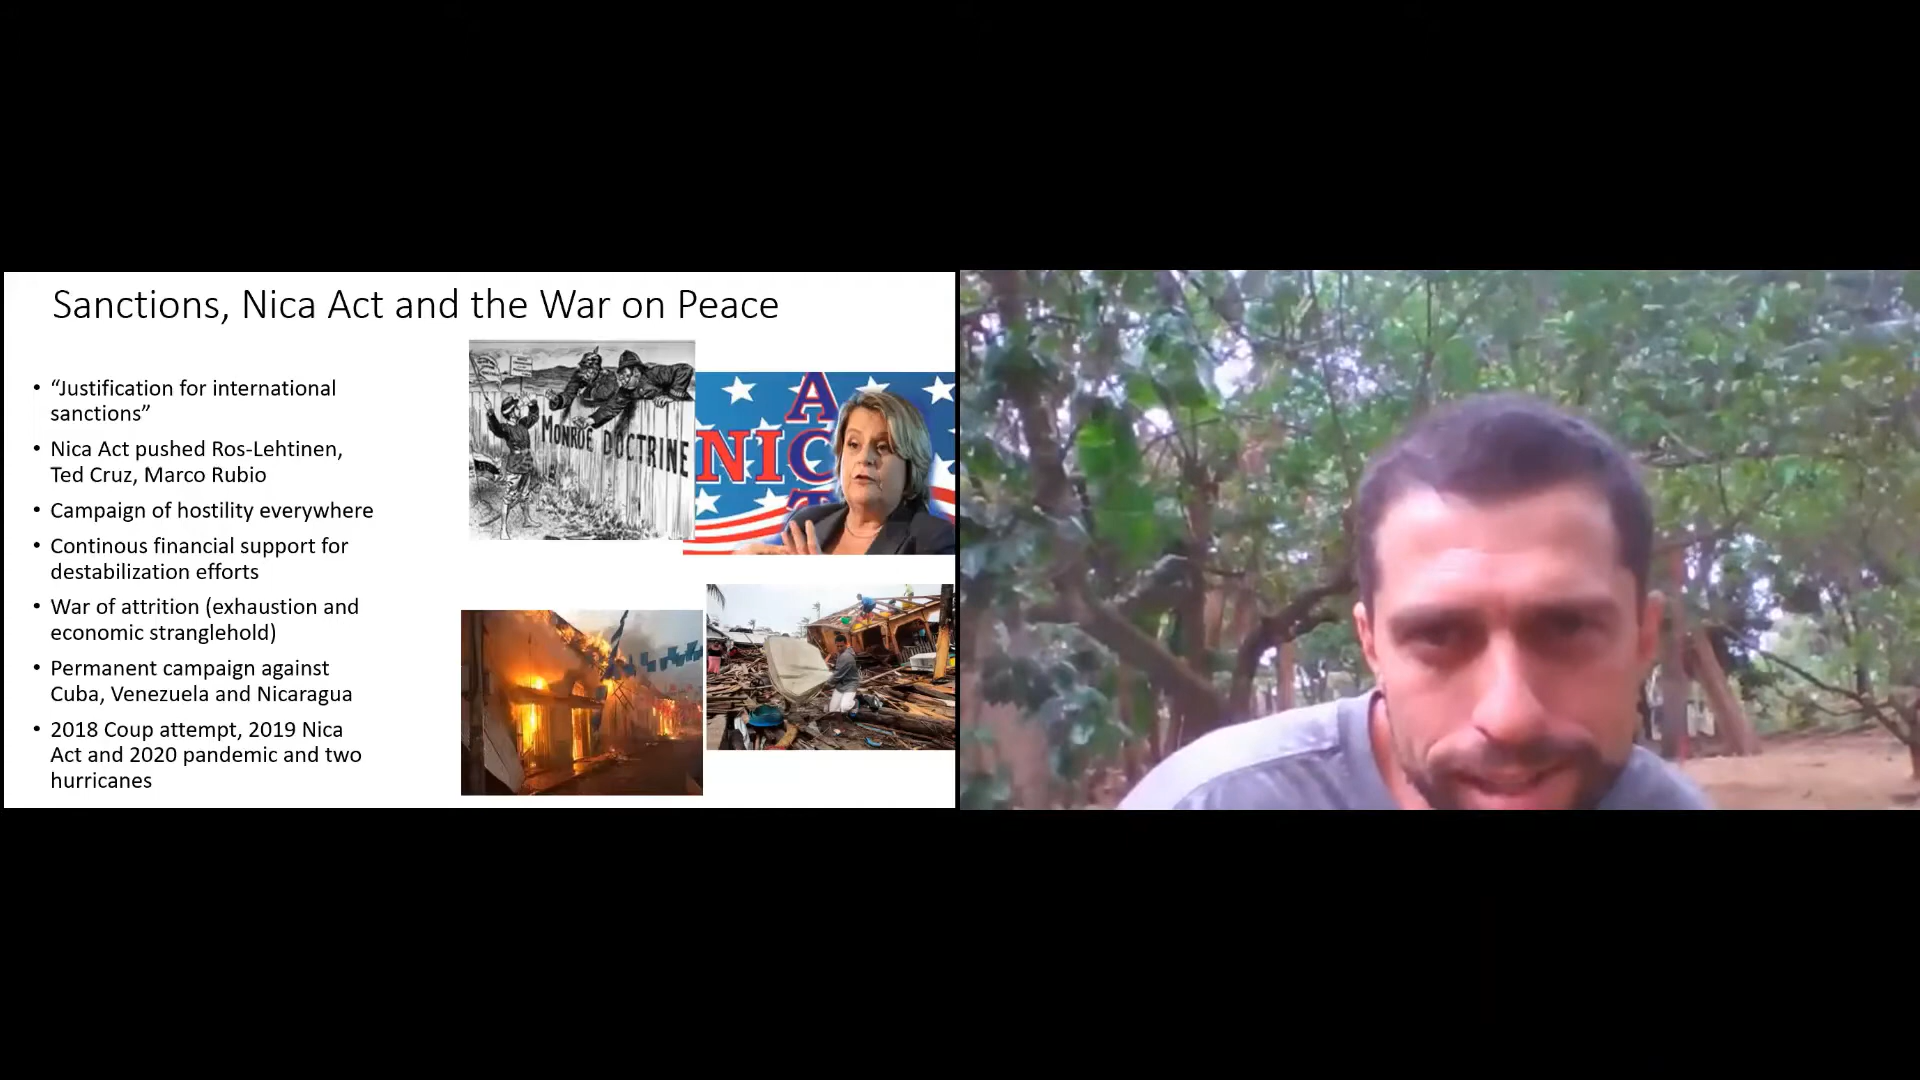 Sanctions, Nica Act and the War on Peace
• “Justification for international
sanctions”
• Nica Act pushed Ros-Lehtinen,
Ted Cruz, Marco Rubio
• Campaign of hostility everywhere
• Continous financial support for
destabilization efforts
• War of attrition (exhaustion and
economic stranglehold)
• Permanent campaign against
Cuba, Venezuela and Nicaragua
• 2018 Coup attempt, 2019 Nica
Act and 2020 pandemic and two
hurricanes
MONROE DOCTRINE
NI
ACT